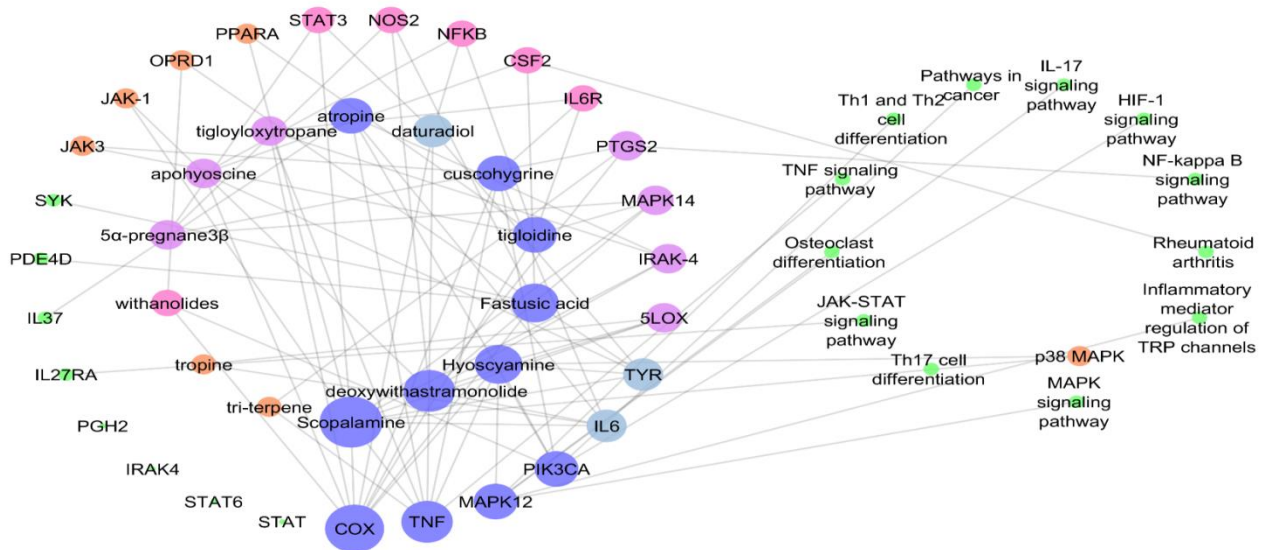 STAT3
NOS2
PPARA
NFKB
OPRD1
CSF2
JAK-1
IL6R
atropine
tigloyloxytropane
daturadiol
JAK3
PTGS2
apohyoscine
cuscohygrine
SYK
MAPK14
5α-pregnane3β
tigloidine
PDE4D
IRAK-4
withanolides
Fastusic acid
IL37
5LOX
tropine
Hyoscyamine
IL27RA
TYR
deoxywithastramonolide
tri-terpene
Scopalamine
PGH2
IL6
IRAK4
PIK3CA
STAT6
MAPK12
STAT
COX
TNF
Pathways in
cancer
IL-17
signaling
pathway
Th1 and Th2
cell
differentiation
HIF-1
signaling
pathway
TNF signaling
pathway
NF-kappa B
signaling
pathway
Osteoclast
differentiation
Rheumatoid
arthritis
JAK-STAT
signaling
pathway
Inflammatory
mediator
regulation of
TRP channels
Th17 cell
differentiation
p38 MAPK
MAPK
signaling
pathway